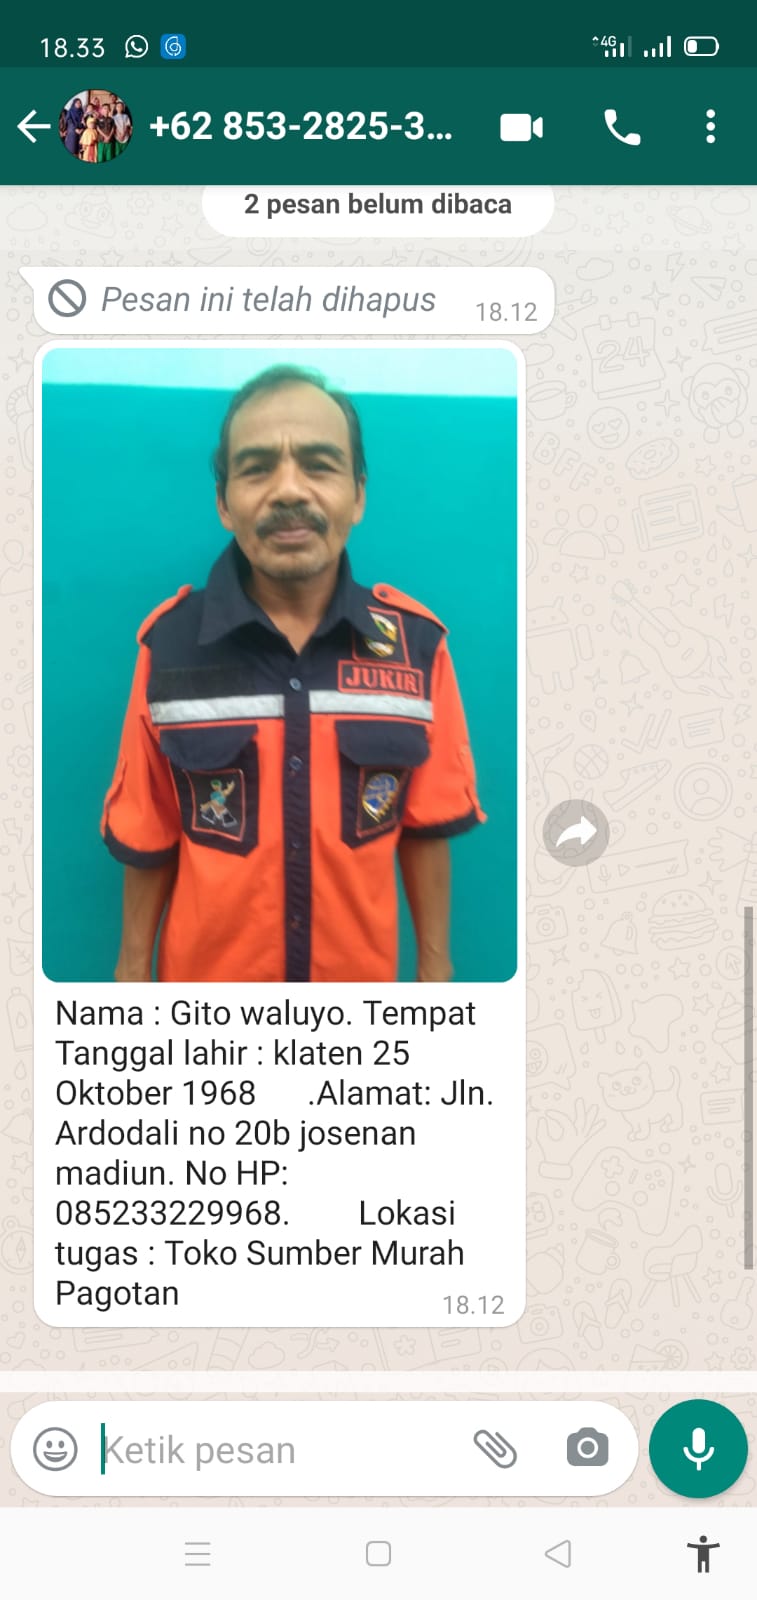 18.33
4G
+62 853-2825-3...
2 pesan belum dibaca
Pesan ini telah dihapus 18.12
JUKIR
Nama : Gito waluyo. Tempat
Tanggal lahir : klaten 25
Oktober 1968 .Alamat: Jln.
Ardodali no 20b josenan
madiun. No HP:
085233229968. Lokasi
tugas : Toko Sumber Murah
Pagotan
18.12
Ketik pesan